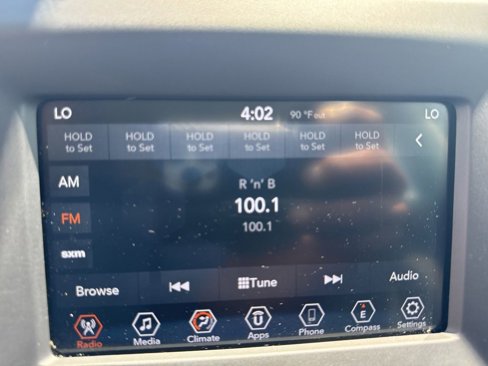 LO 4:02 90 °F out LO
HOLD HOLD HOLD HOLD HOLD HOLD
to Set to Set to Set to Set to Set to Set
AM
R 'n' B
100.1
FM
100.1
sxm
Browse Tune Audio
E
Radio Media Climate Apps Phone Compass Settings